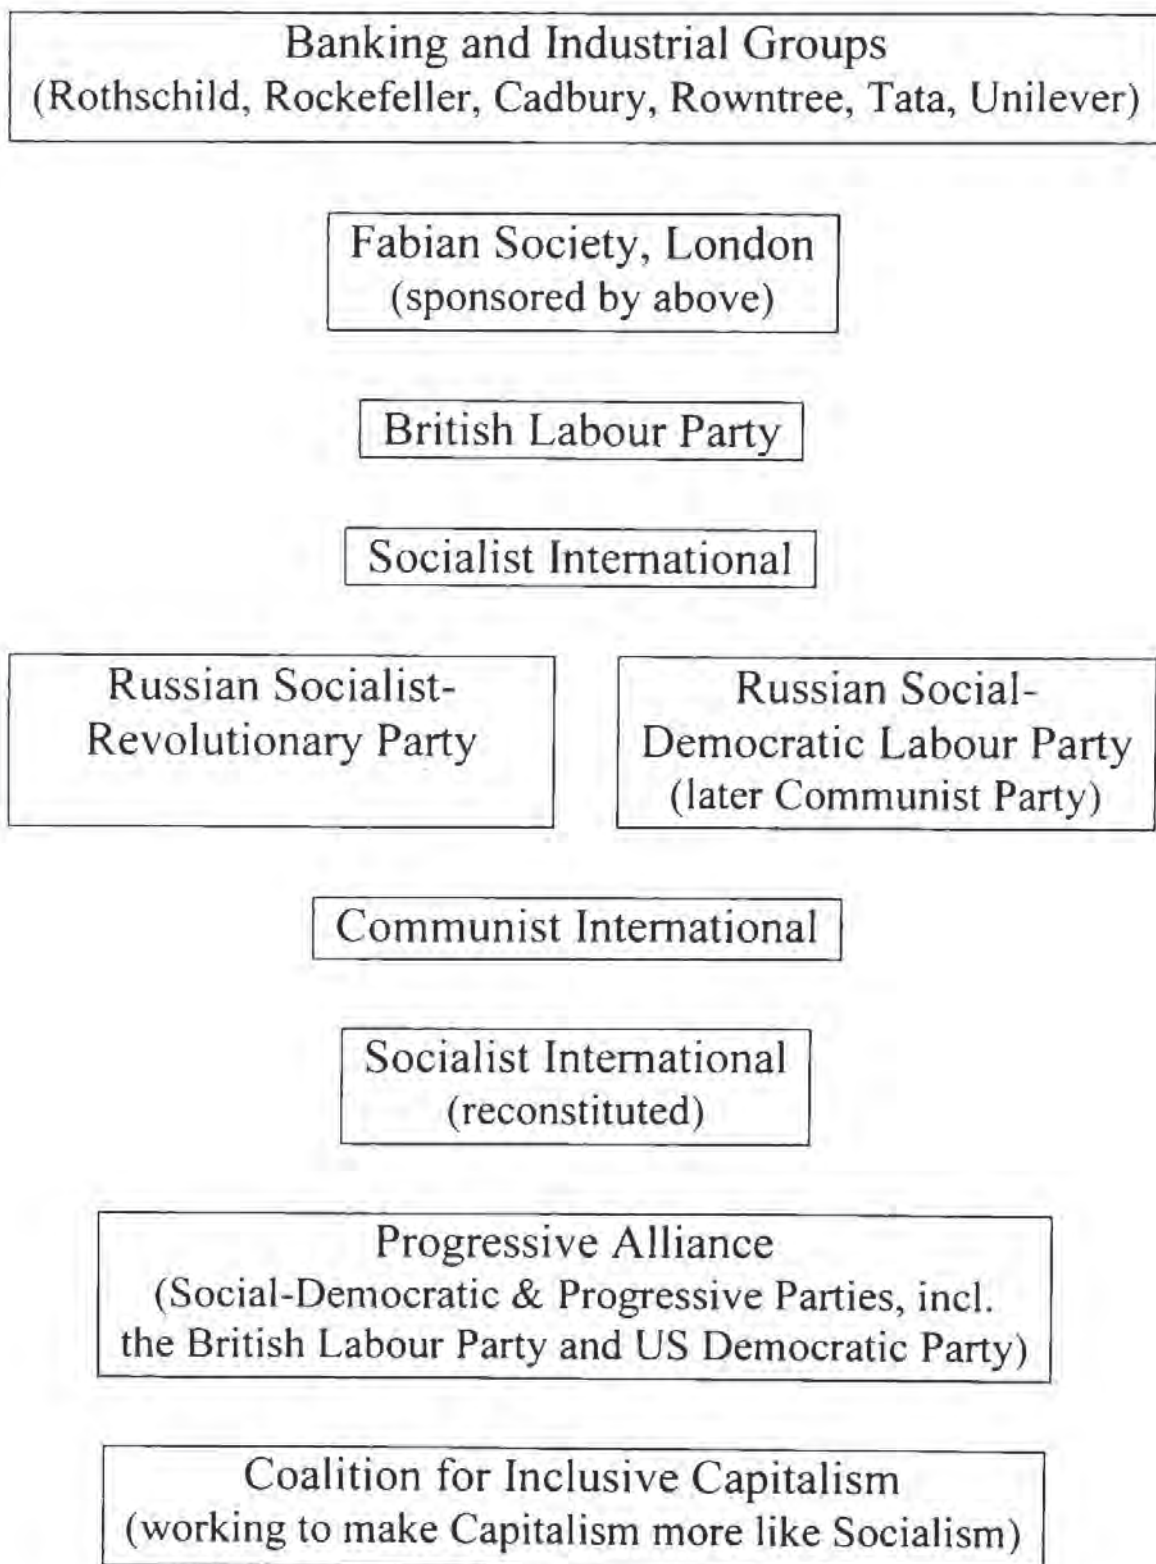 Banking and Industrial Groups
(Rothschild, Rockefeller, Cadbury, Rowntree, Tata, Unilever)
Fabian Society, London
(sponsored by above)
British Labour Party
Socialist International
Russian Socialist-
Revolutionary Party
Russian Social-
Democratic Labour Party
(later Communist Party)
Communist International
Socialist International
(reconstituted)
Progressive Alliance
(Social-Democratic & Progressive Parties, incl.
the British Labour Party and US Democratic Party)
Coalition for Inclusive Capitalism
(working to make Capitalism more like Socialism)